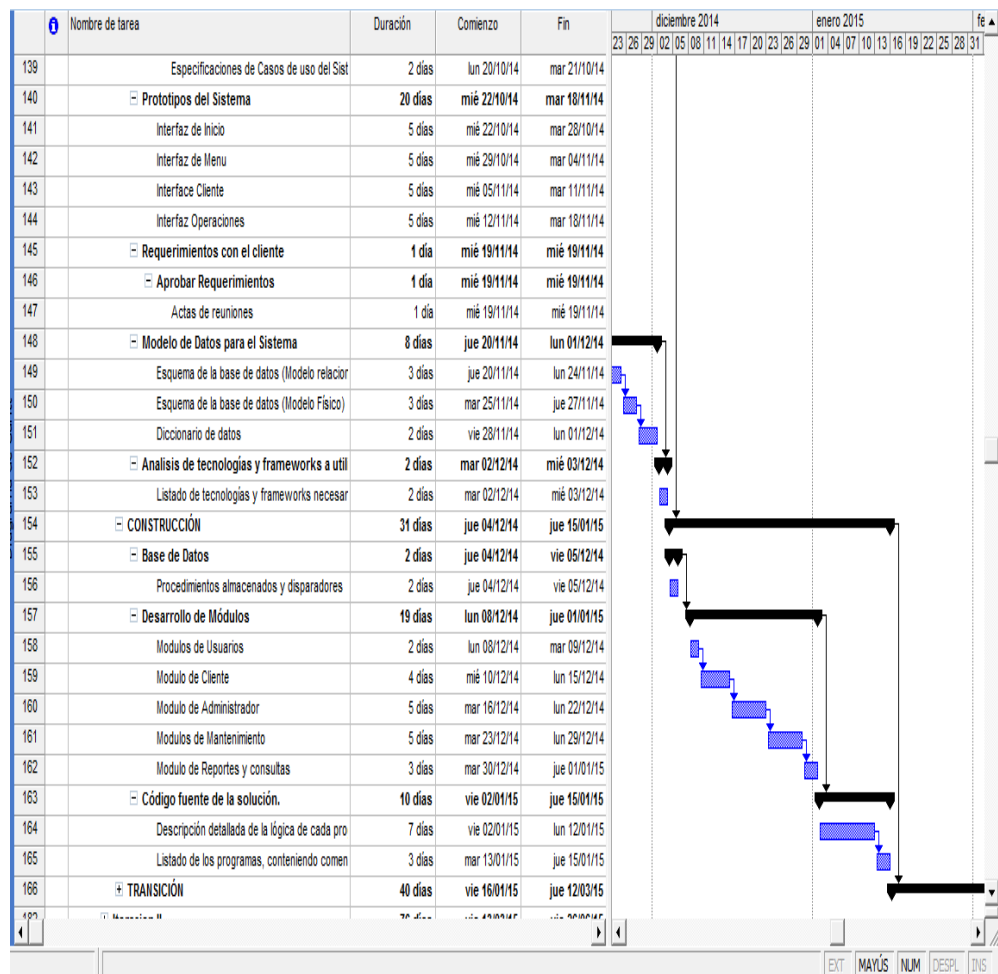 Nombre de tarea Duración Comienzo Fin diciembre 2014 enero 2015 fe
23 26 29 02 05 08 11 14 17 20 23 26 29 01 04 07 10 13 16 19 22 25 28 31
139 Especificaciones de Casos de uso del Sist 2 días lun 20/10/14 mar 21/10/14
140 Prototipos del Sistema 20 días mié 22/10/14 mar 18/11/14
141 Interfaz de Inicio 5 días mié 22/10/14 mar 28/10/14
142 Interfaz de Menu 5 días mié 29/10/14 mar 04/11/14
143 Interface Cliente 5 días mié 05/11/14 mar 11/11/14
144 Interfaz Operaciones 5 días mié 12/11/14 mar 18/11/14
145 Requerimientos con el cliente 1 día mié 19/11/14 mié 19/11/14
146 Aprobar Requerimientos 1 día mié 19/11/14 mié 19/11/14
147 Actas de reuniones 1 día mié 19/11/14 mié 19/11/14
148 Modelo de Datos para el Sistema 8 días jue 20/11/14 lun 01/12/14
149 Esquema de la base de datos (Modelo relacior 3 días jue 20/11/14 lun 24/11/14
150 Esquema de la base de datos (Modelo Físico) 3 días mar 25/11/14 jue 27/11/14
151 Diccionario de datos 2 días vie 28/11/14 lun 01/12/14
152 Analisis de tecnologías y frameworks a util 2 días mar 02/12/14 mié 03/12/14
153 Listado de tecnologías y frameworks necesar 2 días mar 02/12/14 mié 03/12/14
154 CONSTRUCCIÓN 31 días jue 04/12/14 jue 15/01/15
155 Base de Datos 2 días jue 04/12/14 vie 05/12/14
156 Procedimientos almacenados y disparadores 2 días jue 04/12/14 vie 05/12/14
157 Desarrollo de Módulos 19 días lun 08/12/14 jue 01/01/15
158 Modulos de Usuarios 2 días lun 08/12/14 mar 09/12/14
159 Modulo de Cliente 4 días mié 10/12/14 lun 15/12/14
160 Modulo de Administrador 5 días mar 16/12/14 lun 22/12/14
161 Modulos de Mantenimiento 5 días mar 23/12/14 lun 29/12/14
162 Modulo de Reportes y consultas 3 días mar 30/12/14 jue 01/01/15
163 Código fuente de la solución. 10 días vie 02/01/15 jue 15/01/15
164 Descripción detallada de la lógica de cada pro 7 días vie 02/01/15 lun 12/01/15
165 Listado de los programas, conteniendo comen 3 días mar 13/01/15 jue 15/01/15
166 TRANSICIÓN 40 días vie 16/01/15 jue 12/03/15
EXT MAYÚS NUM DESPL INS